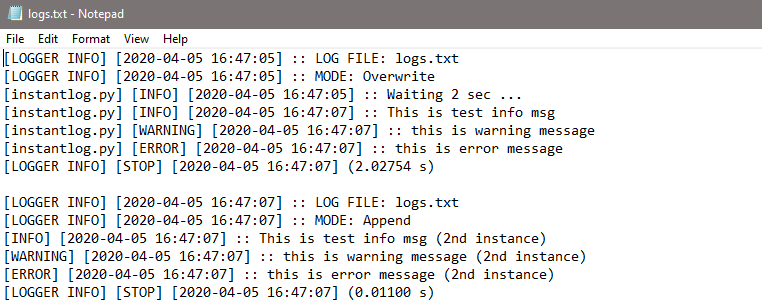 logs.txt - Notepad
File Edit Format View Help
[LOGGER INFO] [2020-04-05 16:47:05] :: LOG FILE: logs.txt
[LOGGER INFO] [2020-04-05 16:47:05] :: MODE: Overwrite
[instantlog.py] [INFO] [2020-04-05 16:47:05] :: Waiting 2 sec ...
[instantlog.py] [INFO] [2020-04-05 16:47:07] :: This is test info msg
[instantlog.py] [WARNING] [2020-04-05 16:47:07] :: this is warning message
[instantlog.py] [ERROR] [2020-04-05 16:47:07] :: this is error message
[LOGGER INFO] [STOP] [2020-04-05 16:47:07] (2.02754 s)
[LOGGER INFO] [2020-04-05 16:47:07] :: LOG FILE: logs.txt
[LOGGER INFO] [2020-04-05 16:47:07] :: MODE: Append
[INFO] [2020-04-05 16:47:07] :: This is test info msg (2nd instance)
[WARNING] [2020-04-05 16:47:07] :: this is warning message (2nd instance)
[ERROR] [2020-04-05 16:47:07] :: this is error message (2nd instance)
[LOGGER INFO] [STOP] [2020-04-05 16:47:07] (0.01100 s)